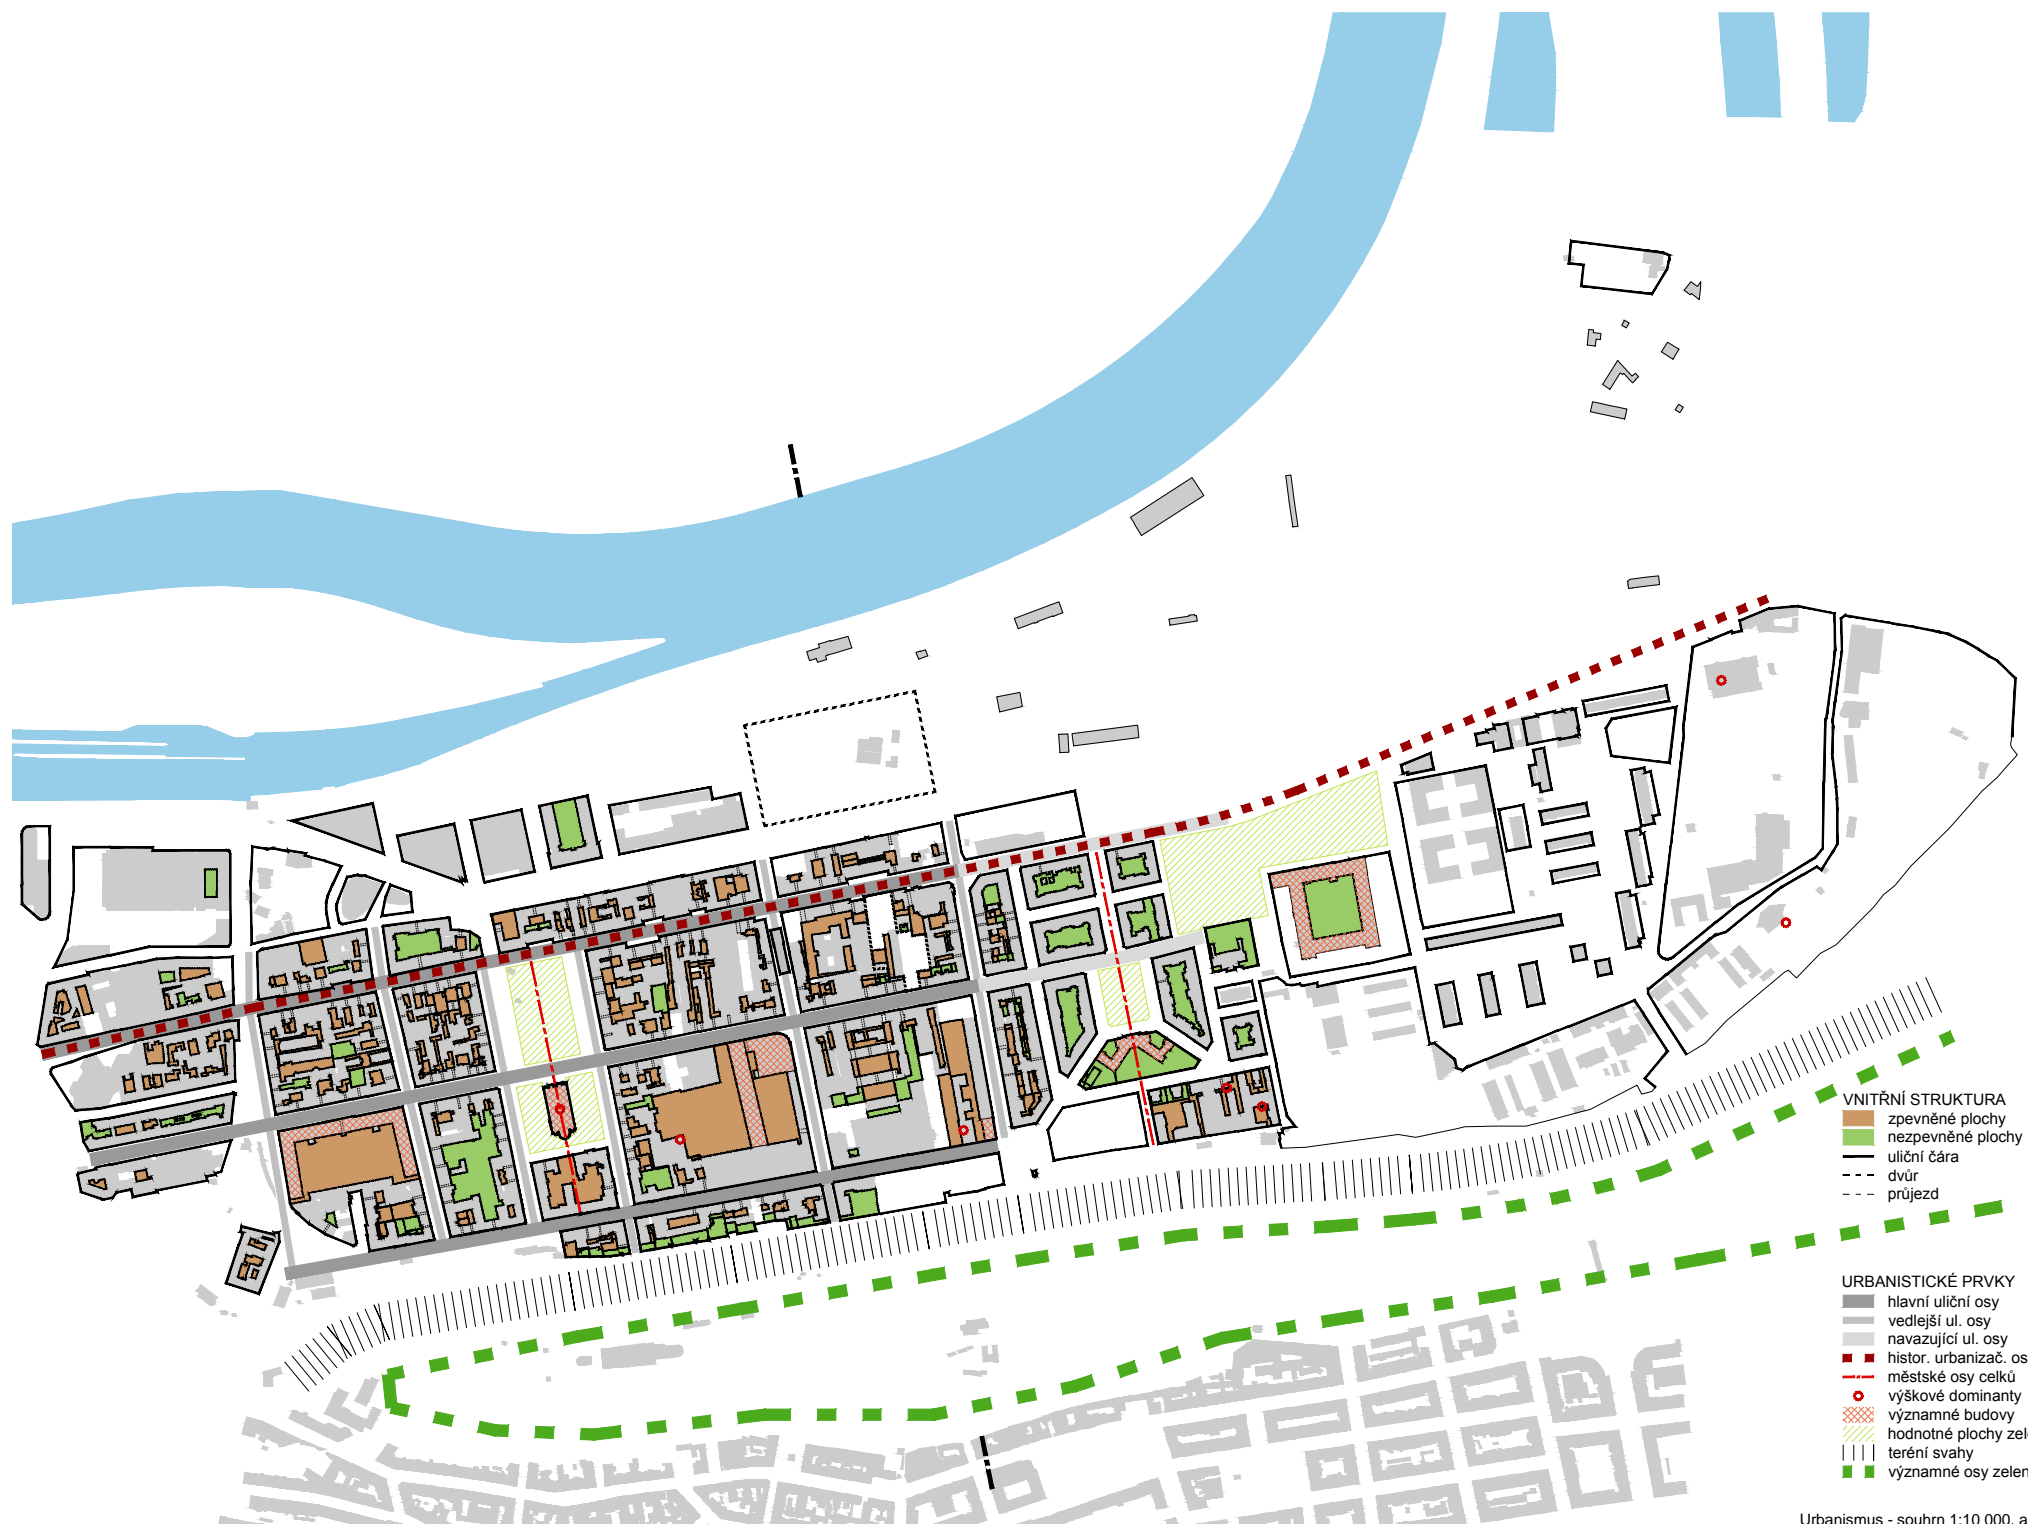 VNITŘNÍ STRUKTURA
zpevněné plochy
nezpevněné plochy
uliční čára
dvůr
průjezd
URBANISTICKÉ PRVKY
hlavní uliční osy
vedlejší ul. osy
navazující ul. osy
histor. urbanizač. os
městské osy celků
výškové dominanty
významné budovy
hodnotné plochy zel
teréní svahy
významné osy zelen
Urbanismus - souhrn 1:10 000, a